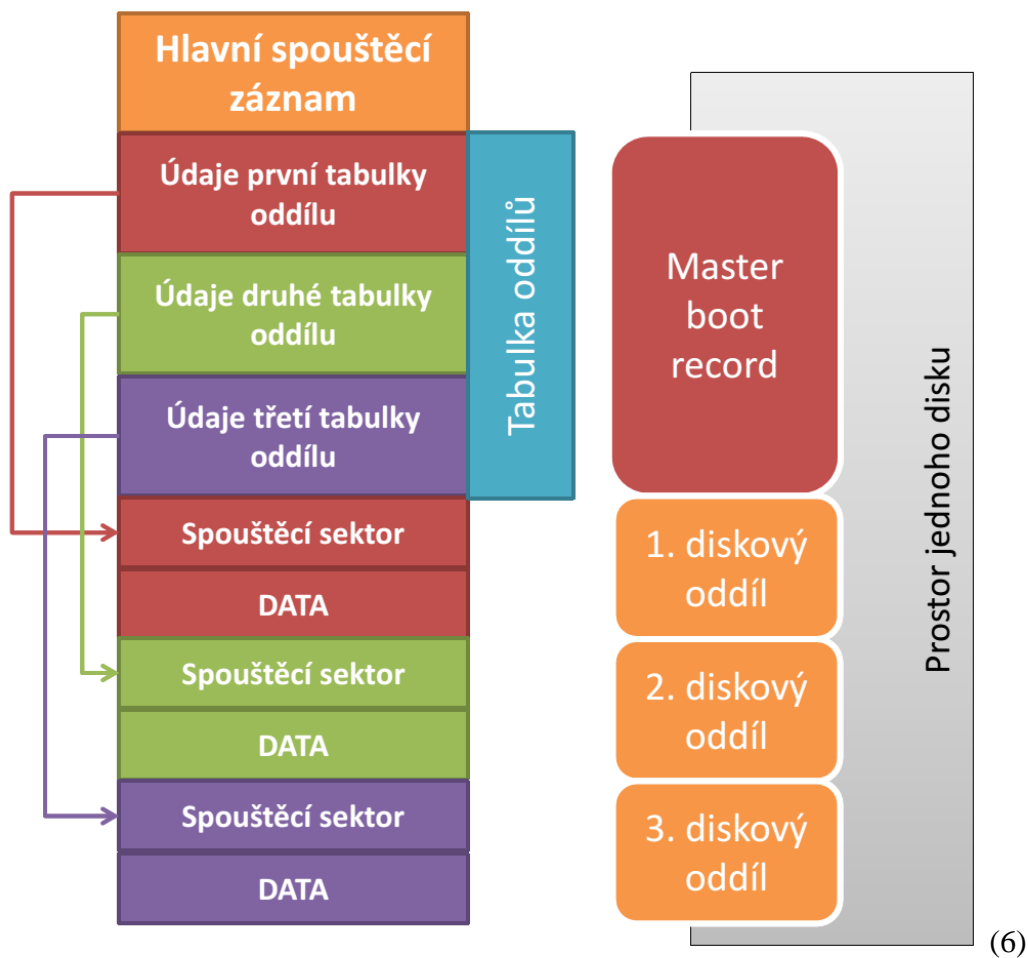 Hlavní spouštěcí
záznam
Údaje první tabulky
oddílu
Údaje druhé tabulky
oddílu
Údaje třetí tabulky
oddílu
Tabulka oddílů
Spouštěcí sektor
DATA
Spouštěcí sektor
DATA
Spouštěcí sektor
DATA
Master
boot
record
1. diskový
oddíl
2. diskový
oddíl
3. diskový
oddíl
Prostor jednoho disku
(6)